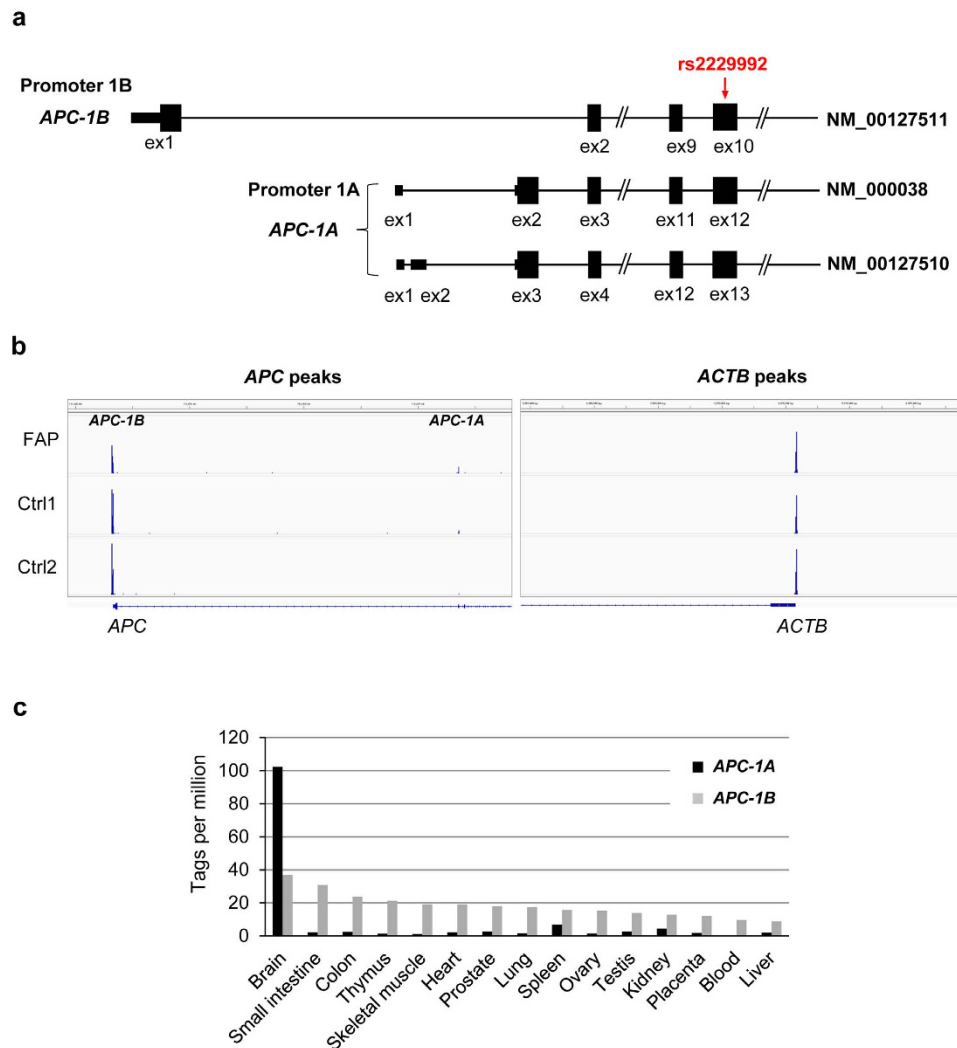 a
rs2229992
Promoter 1B
APC-1B
NM_00127511
ex1
ex2
ex9
ex10
Promoter 1A
APC-1A
NM_000038
ex1
ex2
ex3
ex11
ex12
NM_00127510
ex1 ex2
ex3
ex4
ex12
ex13
b
APC peaks
ACTB peaks
APC-1B
APC-1A
FAP
Ctrl1
Ctrl2
APC
ACTB
c
Tags per million
120
100
80
60
40
20
0
APC-1A
APC-1B
Brain
Small intestine
Colon
Thymus
Skeletal muscle
Heart
Prostate
Lung
Spleen
Ovary
Testis
Kidney
Placenta
Blood
Liver